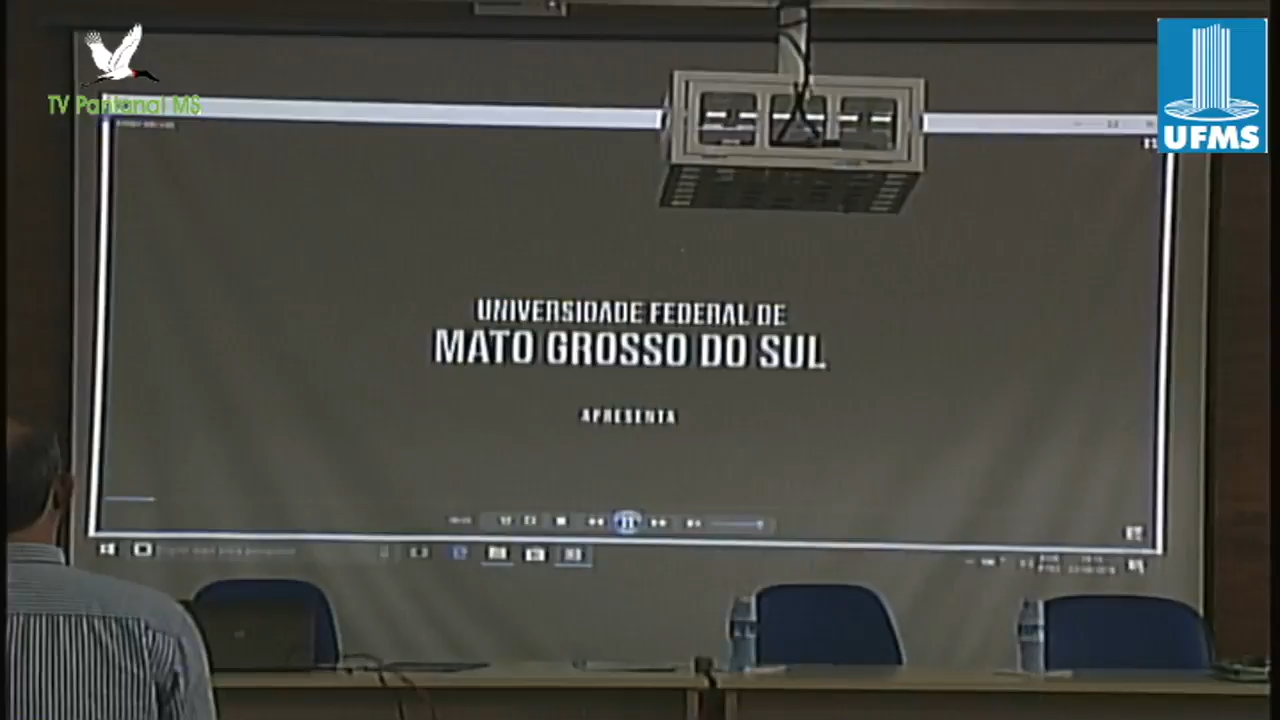 TV Pantanal MS
UFMS
UNIVERSIDADE FEDERAL DE
MATO GROSSO DO SUL
APRESENTA